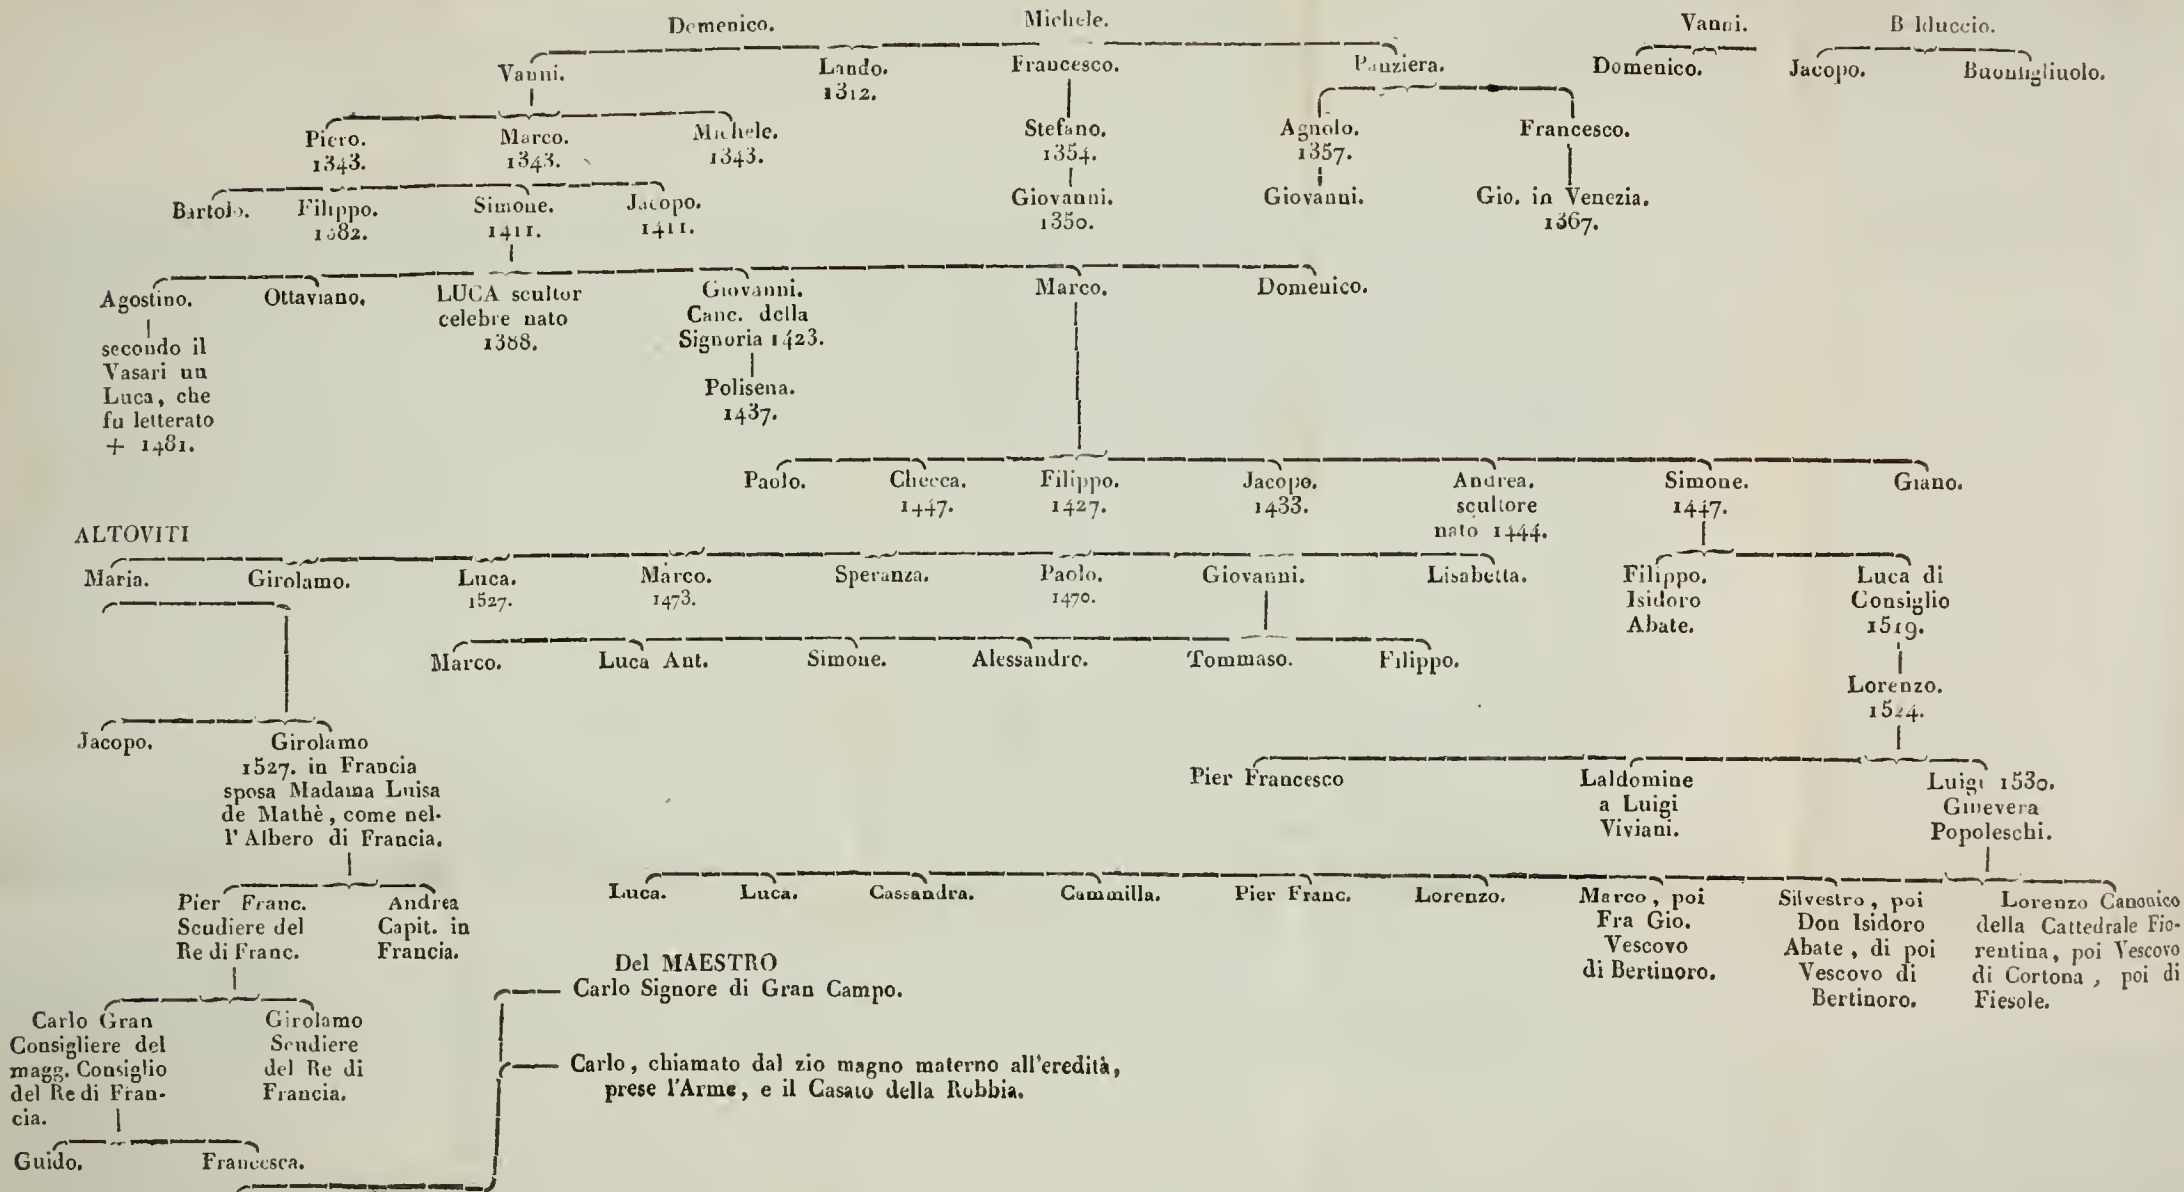 Domenico. Michele. Vanni. B lduccio.
Vanni. Lando. Francesco. Panziera. Domenico. Jacopo. Buonfigliuolo.
1312.
Piero. Marco. Michele. Stefano. Agnolo. Francesco.
1343. 1343. 1343. 1354. 1357.
Bartolo. Filippo. Simone. Jacopo. Giovanni. Giovanni. Gio. in Venezia.
1382. 1411. 1411. 1350. 1367.
Agostino. Ottaviano. LUCA scultor Giovanni. Marco. Domenico.
celebre nato Canc. della
1388. Signoria 1423.
secondo il
Vasari un
Luca, che
fu letterato
+ 1481.
Polisena.
1437.
Paolo. Checca. Filippo. Jacopo. Andrea. Simone. Giano.
1447. 1427. 1433. scultore 1447.
nato 1444.
ALTOVITI
Maria. Girolamo. Luca. Marco. Speranza. Paolo. Giovanni. Lisabetta. Filippo. Luca di
1527. 1473. 1470. Isidoro Consiglio
Abate. 1519.
Marco. Luca Ant. Simone. Alessandro. Tommaso. Filippo.
Lorenzo.
1524.
Jacopo. Girolamo
1527. in Francia
sposa Madama Luisa
de Mathè, come nel-
l'Albero di Francia.
Pier Francesco Laldomine Luigi 1530.
a Luigi Ginevera
Viviani. Popoleschi.
Pier Franc. Andrea
Scudiere del Capit. in
Re di Franc. Francia.
Luca. Luca. Cassandra. Cammilla. Pier Franc. Lorenzo. Marco, poi Silvestro, poi Lorenzo Canonico
Fra Gio. Don Isidoro della Cattedrale Fio-
Vescovo Abate, di poi rentina, poi Vescovo
di Bertinoro. Vescovo di di Cortona, poi di
Bertinoro. Fiesole.
Del MAESTRO
Carlo Signore di Gran Campo.
Carlo Gran Girolamo
Consigliere del Scudiere
magg. Consiglio del Re di
del Re di Fran- Francia.
cia.
Carlo, chiamato dal zio magno materno all'eredità,
prese l'Arme, e il Casato della Robbia.
Guido. Francesca.